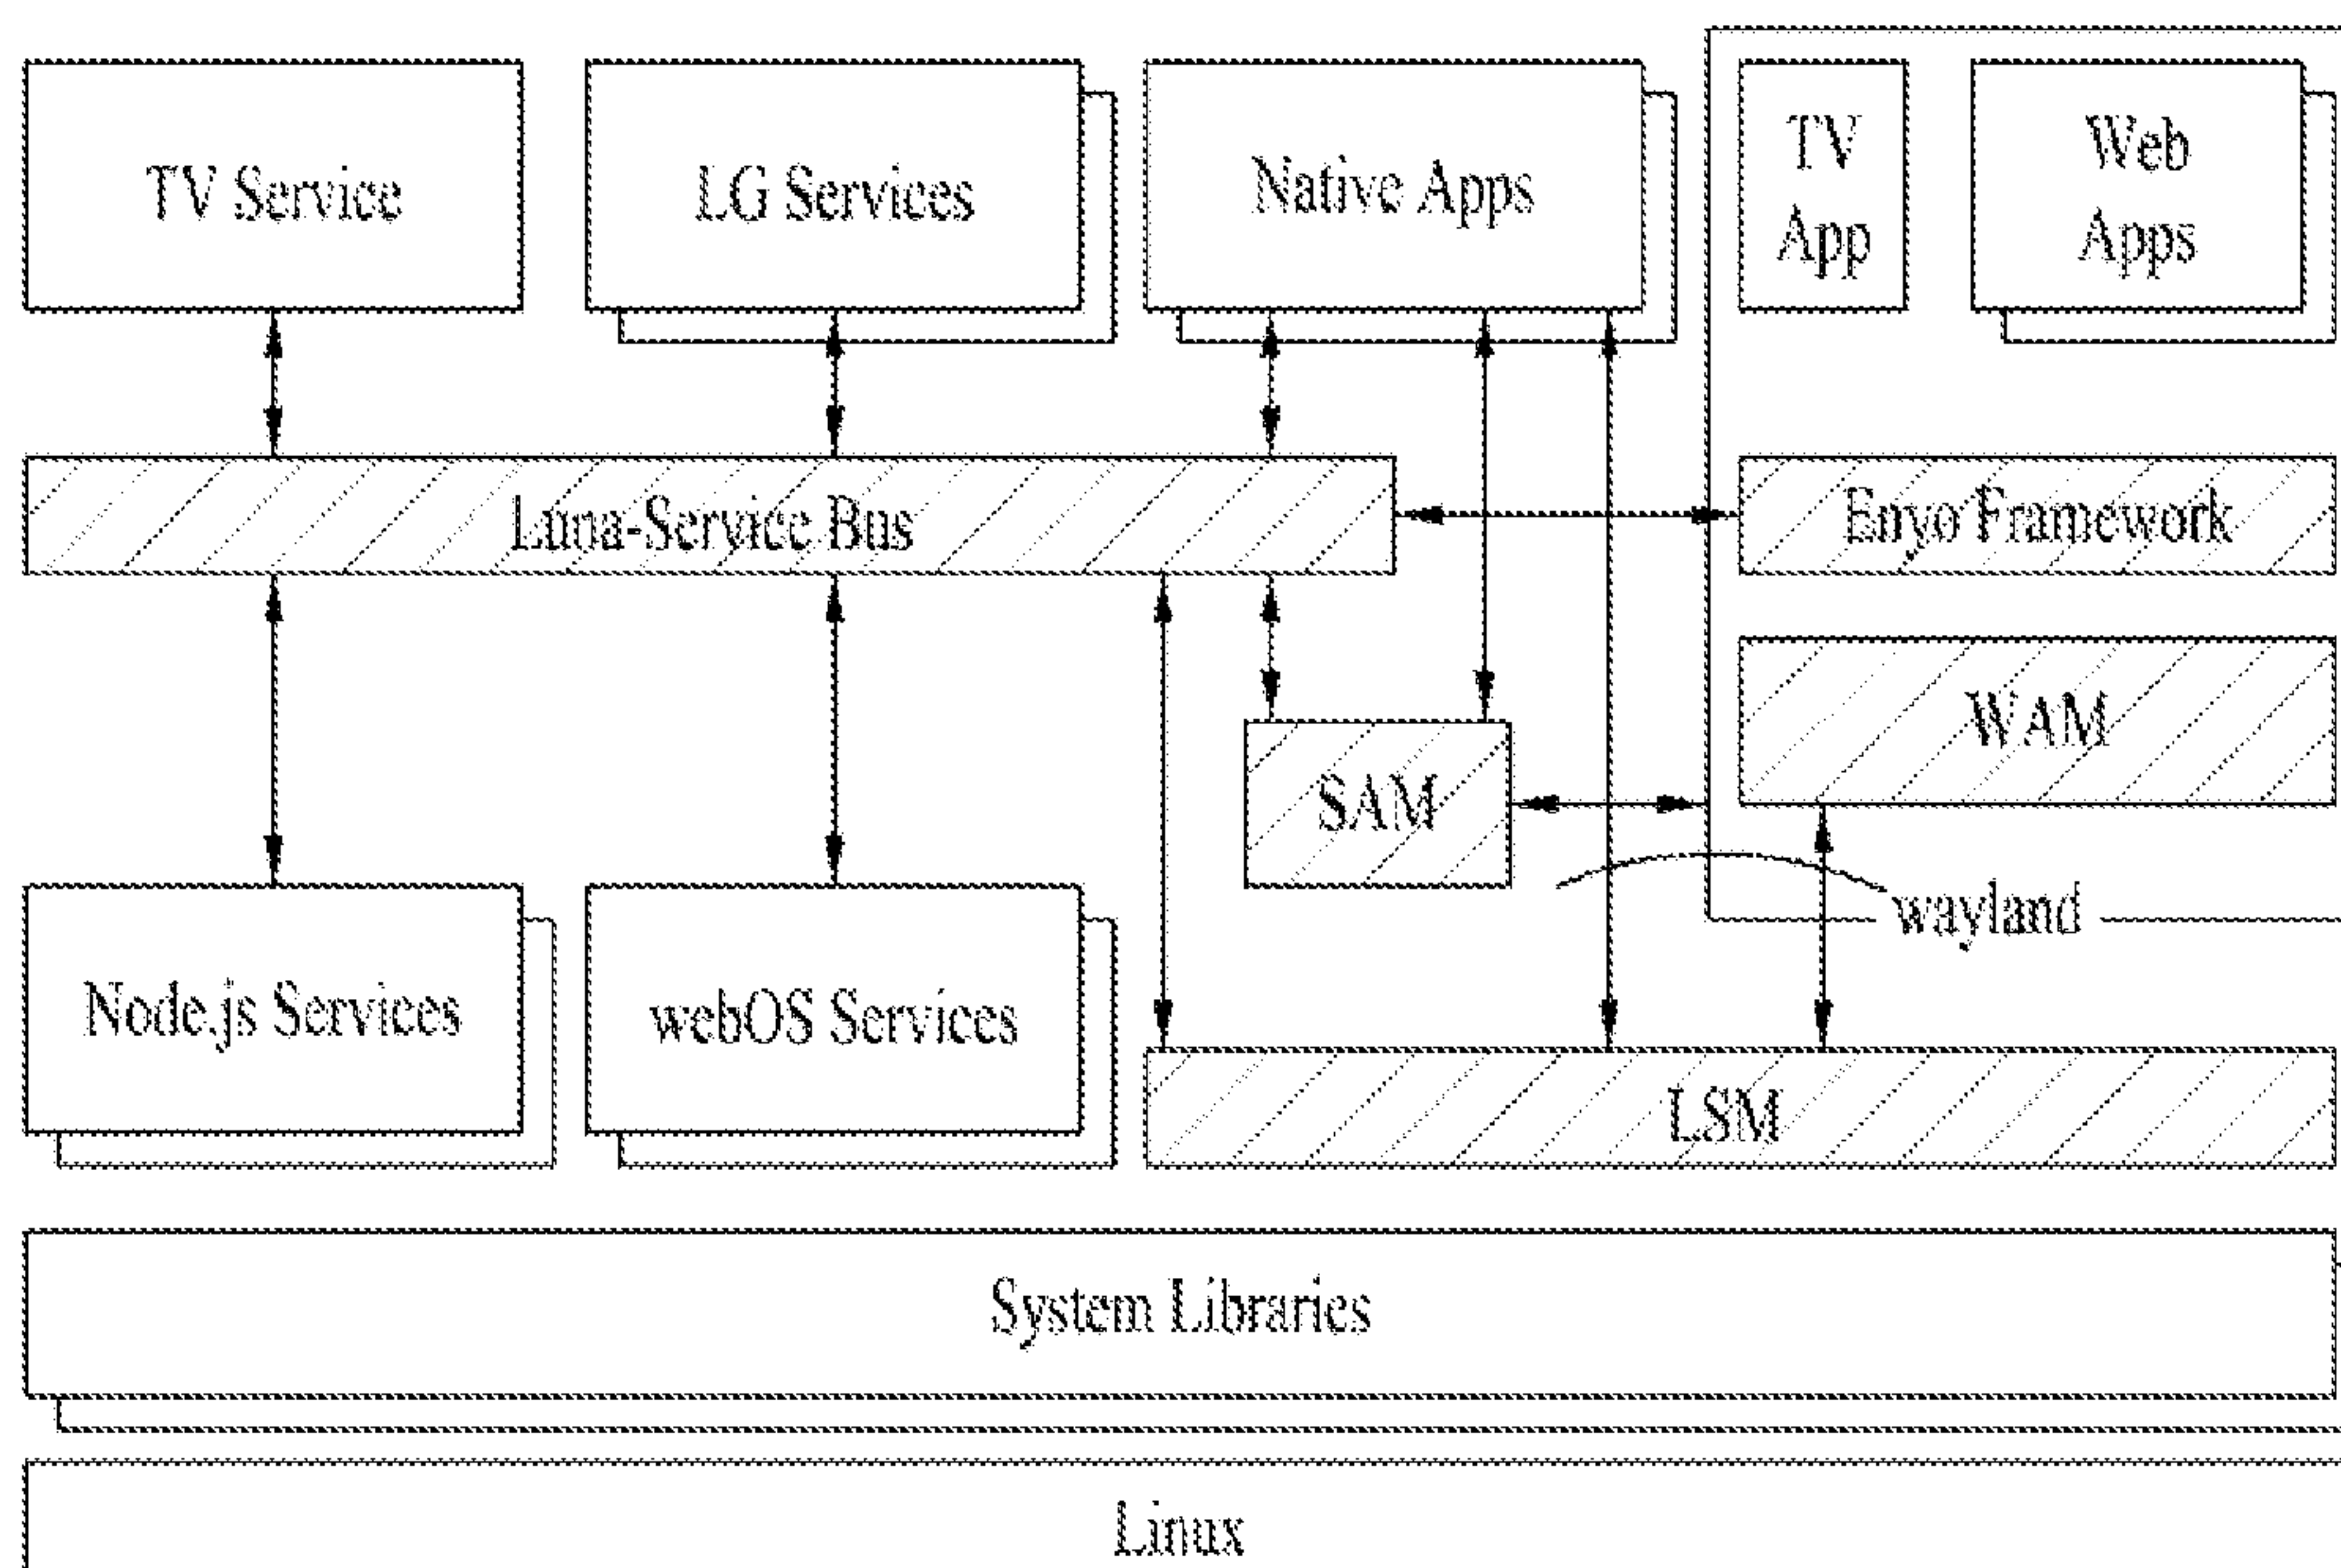 TV Service
LG Services
Native Apps
TV
App
Web
Apps
Luna-Service Bus
Enyo Framework
WAM
SAM
wayland
Node.js Services
webOS Services
LSM
System Libraries
Linux